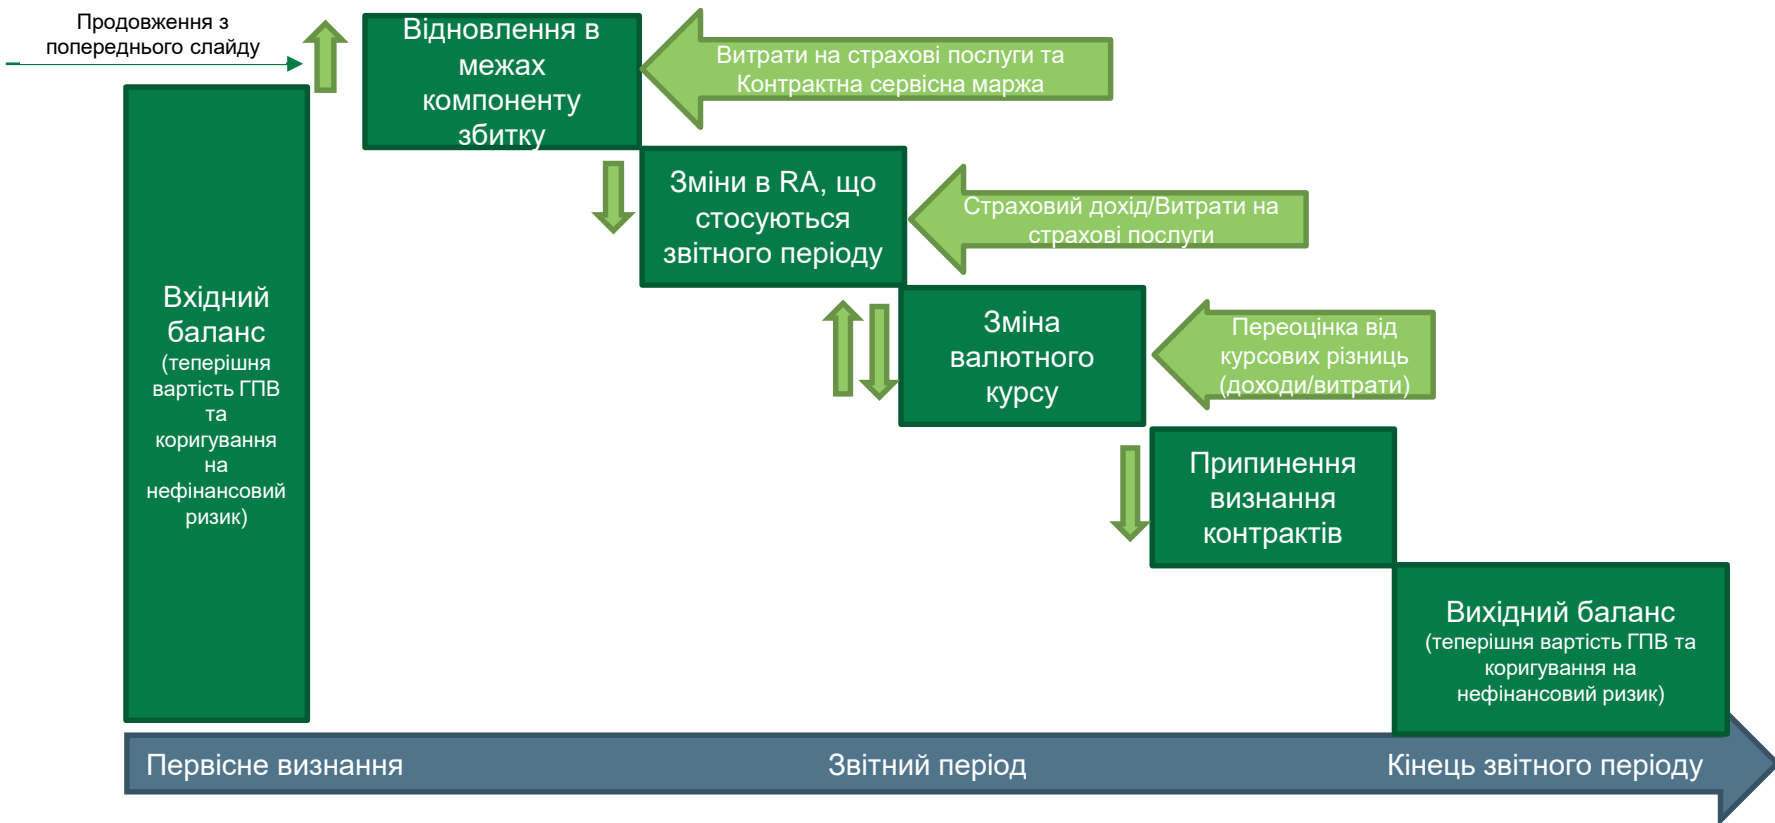 Продовження з
попереднього слайду
Відновлення в
межах
компоненту
збитку
Витрати на страхові послуги та
Контрактна сервісна маржа
Зміни в RA, що
стосуються
звітного періоду
Страховий дохід/Витрати на
страхові послуги
Вхідний
баланс
(теперішня
вартість ГПВ
та
коригування
на
нефінансовий
ризик)
Зміна
валютного
курсу
Переоцінка від
курсових різниць
(доходи/витрати)
Припинення
визнання
контрактів
Вихідний баланс
(теперішня вартість ГПВ та
коригування на
нефінансовий ризик)
Первісне визнання
Звітний період
Кінець звітного періоду